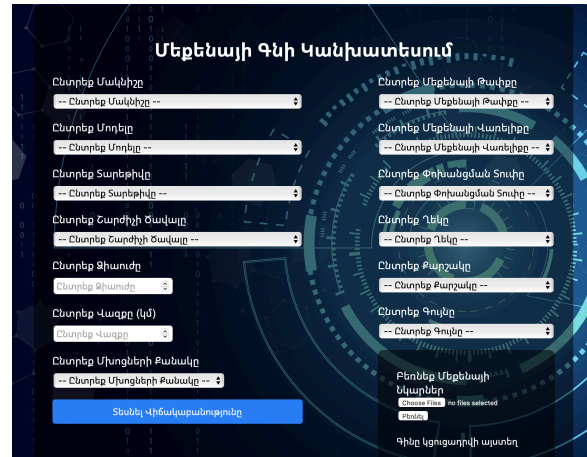 Մեքենայի Գնի Կանխատեսում
Ընտրեք Մակնիշը
-- Ընտրեք Մակնիշը --
Ընտրեք Մոդելը
-- Ընտրեք Մոդելը --
Ընտրեք Տարեթիվը
-- Ընտրեք Տարեթիվը --
Ընտրեք Շարժիչի Ծավալը
-- Ընտրեք Շարժիչի Ծավալը --
Ընտրեք Ձիաուժը
Ընտրեք Ձիաուժը
Ընտրեք Վազքը (կմ)
Ընտրեք Վազքը
Ընտրեք Մխոցների Քանակը
-- Ընտրեք Մխոցների Քանակը --
Տեսնել Վիճակաբանությունը
Ընտրեք Մեքենայի Թափքը
-- Ընտրեք Մեքենայի Թափքը --
Ընտրեք Մեքենայի Վառելիքը
-- Ընտրեք Մեքենայի Վառելիքը --
Ընտրեք Փոխանցման Տուփը
-- Ընտրեք Փոխանցման Տուփը --
Ընտրեք Ղեկը
-- Ընտրեք Ղեկը --
Ընտրեք Քարշակը
-- Ընտրեք Քարշակը --
Ընտրեք Գույնը
-- Ընտրեք Գույնը --
Բեռնեք Մեքենայի
Նկարներ
Choose Files no files selected
Բեռնել
Գինը կցուցադրվի այստեղ